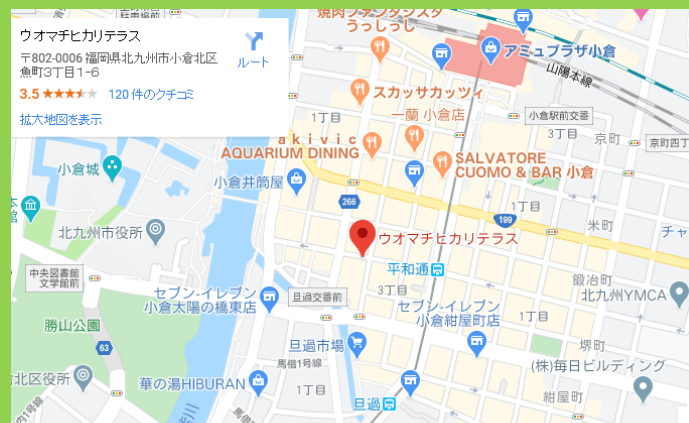 ウオマチヒカリテラス
〒802-0006 福岡県北九州市小倉北区
魚町3丁目1-6
ルート
3.5
120 件のクチコミ
拡大地図を表示
焼肉ファンタジスタ
うっしっし
アミュプラザ小倉
山陽本線
スカッサカッツィ
一蘭 小倉店
小倉駅前交番
1丁目
3丁目
京町
京町四丁
akivic
AQUARIUM DINING
SALVATORE
CUOMO & BAR 小倉
小倉城
小倉井筒屋
266
199
1丁目
米町
北九州市役所
ウオマチヒカリテラス
チャ
平和通
中央図書館
文学館前
鍛冶町
北九州YMCA
セブン-イレブン
小倉太陽の橋東店
旦過交番前
3丁目
セブン-イレブン
小倉紺屋町店
1丁目
勝山公園
63
旦過市場
堺町
馬借1号線
(株)毎日ビルディング
北区役所
華の湯HIBURAN
1丁目
紺屋町
旦過